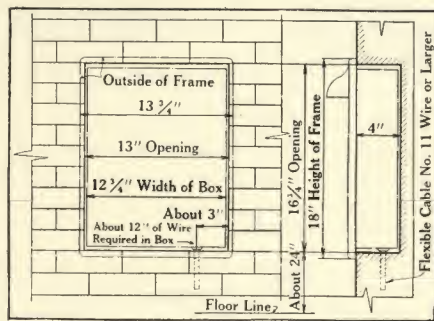 Outside of Frame
13 3/4"
13" Opening
12 3/4" Width of Box
About 3"
About 12" of Wire
Required in Box
Floor Line
About 24"
16 3/4" Opening
18" Height of Frame
4"
Flexible Cable No. 11 Wire or Larger